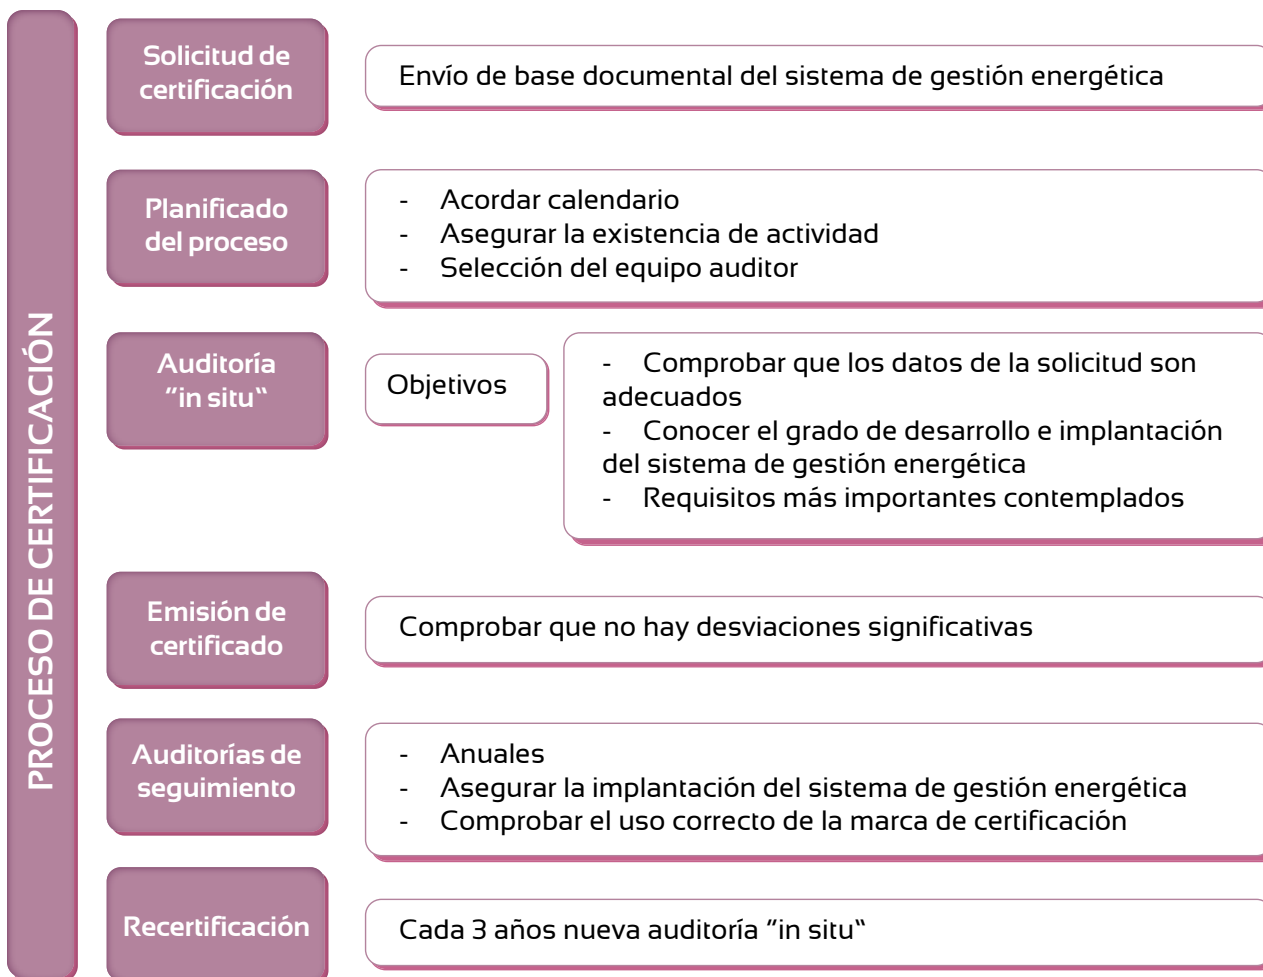 PROCESO DE CERTIFICACIÓN
Solicitud de
certificación
Envío de base documental del sistema de gestión energética
Planificado
del proceso
- Acordar calendario
- Asegurar la existencia de actividad
- Selección del equipo auditor
Auditoría
"in situ"
Objetivos
- Comprobar que los datos de la solicitud son
adecuados
- Conocer el grado de desarrollo e implantación
del sistema de gestión energética
- Requisitos más importantes contemplados
Emisión de
certificado
Comprobar que no hay desviaciones significativas
Auditorías de
seguimiento
- Anuales
- Asegurar la implantación del sistema de gestión energética
- Comprobar el uso correcto de la marca de certificación
Recertificación
Cada 3 años nueva auditoría "in situ"